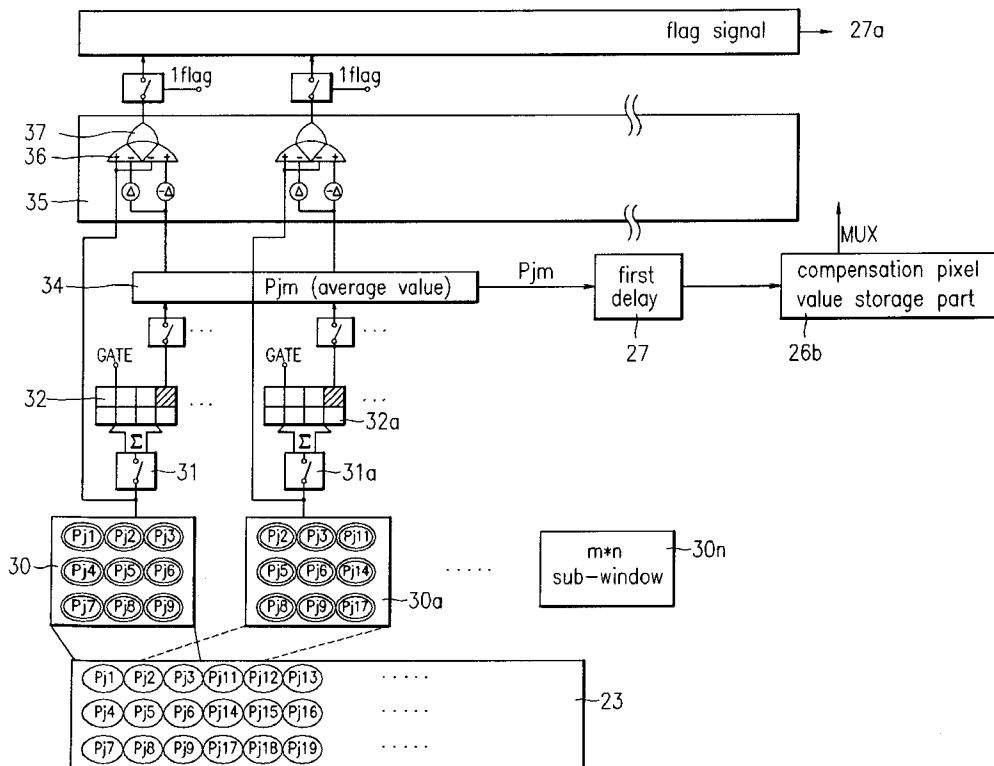 flag signal
27a
1flag
1flag
37
36
+ - - +
+ - - +
35
Δ -Δ
Δ -Δ
MUX
34
Pjm (average value)
Pjm
first
delay
27
compensation pixel
value storage part
26b
GATE
GATE
32
32a
Σ
Σ
31
31a
30
Pj1 Pj2 Pj3
Pj4 Pj5 Pj6
Pj7 Pj8 Pj9
Pj2 Pj3 Pj11
Pj5 Pj6 Pj14
Pj8 Pj9 Pj17
30a
m*n
sub-window
30n
Pj1 Pj2 Pj3 Pj11 Pj12 Pj13 .....
Pj4 Pj5 Pj6 Pj14 Pj15 Pj16 .....
Pj7 Pj8 Pj9 Pj17 Pj18 Pj19 .....
23